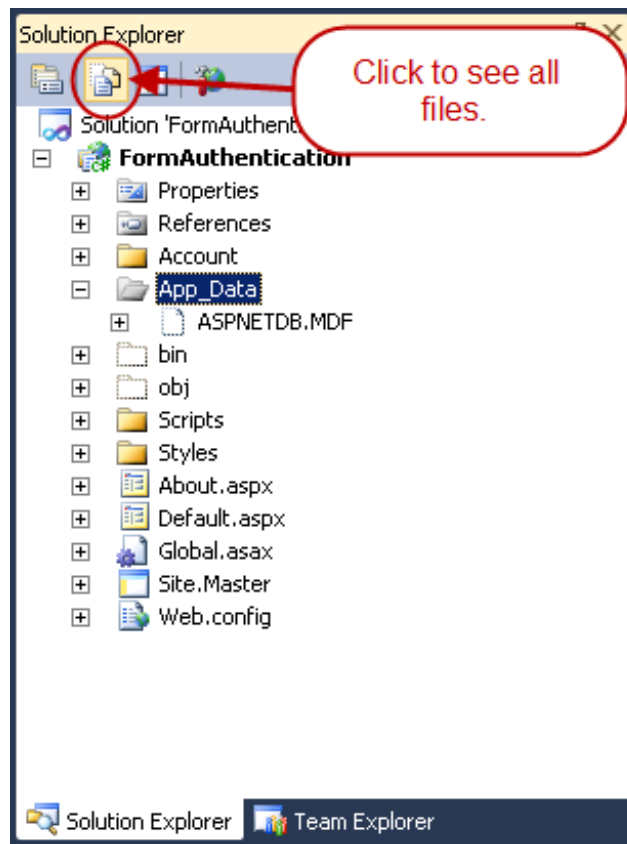 Solution Explorer
Click to see all
files.
Solution 'FormAuthent
FormAuthentication
Properties
References
Account
App_Data
ASPNETDB.MDF
bin
obj
Scripts
Styles
About.aspx
Default.aspx
Global.asax
Site.Master
Web.config
Solution Explorer
Team Explorer